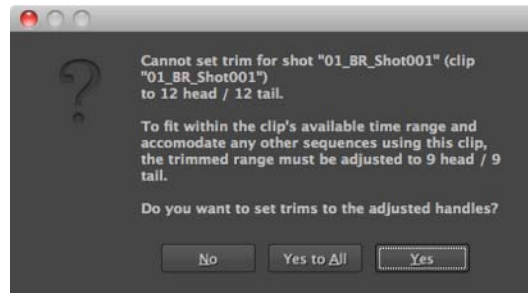 Cannot set trim for shot "01_BR_Shot001" (clip
"01_BR_Shot001")
to 12 head / 12 tail.
To fit within the clip's available time range and
accomodate any other sequences using this clip,
the trimmed range must be adjusted to 9 head / 9
tail.
Do you want to set trims to the adjusted handles?
No
Yes to All
Yes